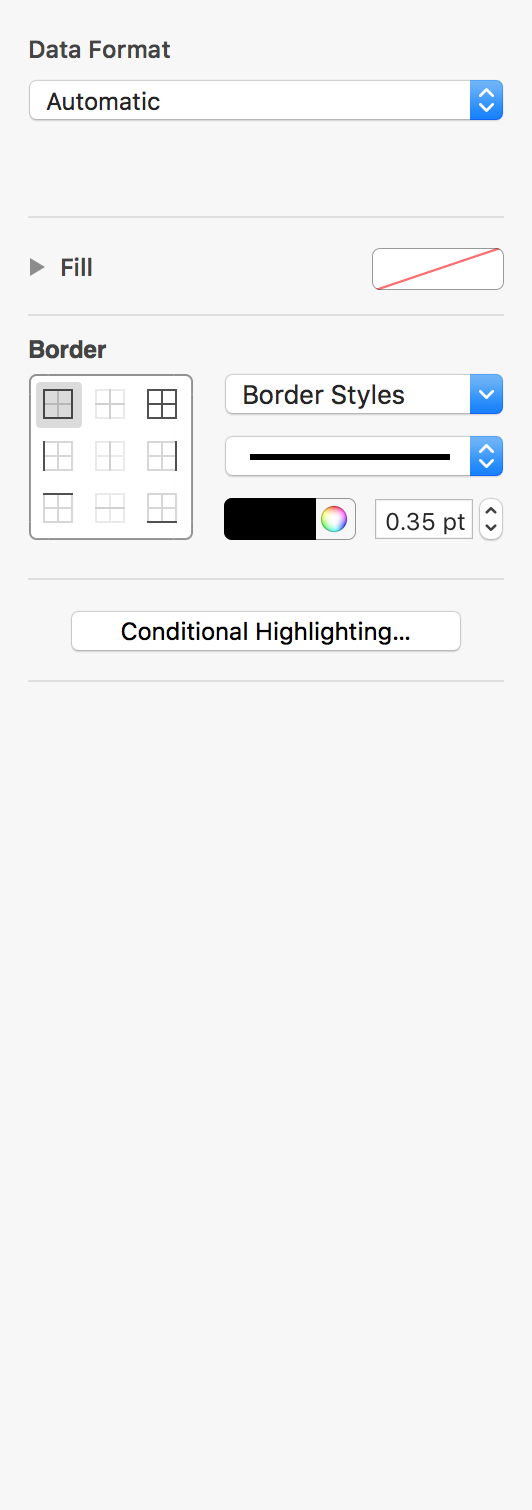 Data Format
Automatic
Fill
Border
Border Styles
0.35 pt
Conditional Highlighting...